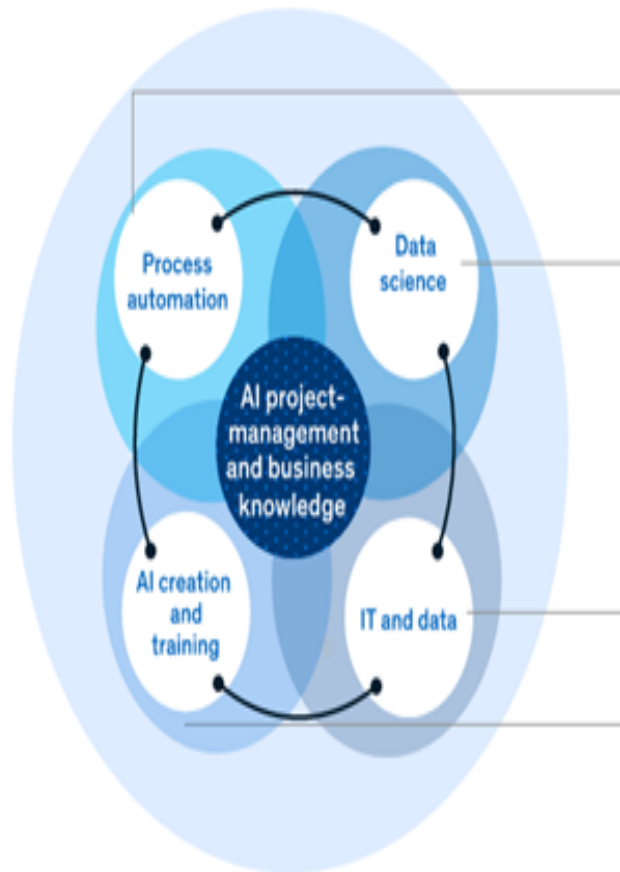 Process
automation
Data
science
AI project-
management
and business
knowledge
AI creation
and
training
IT and data